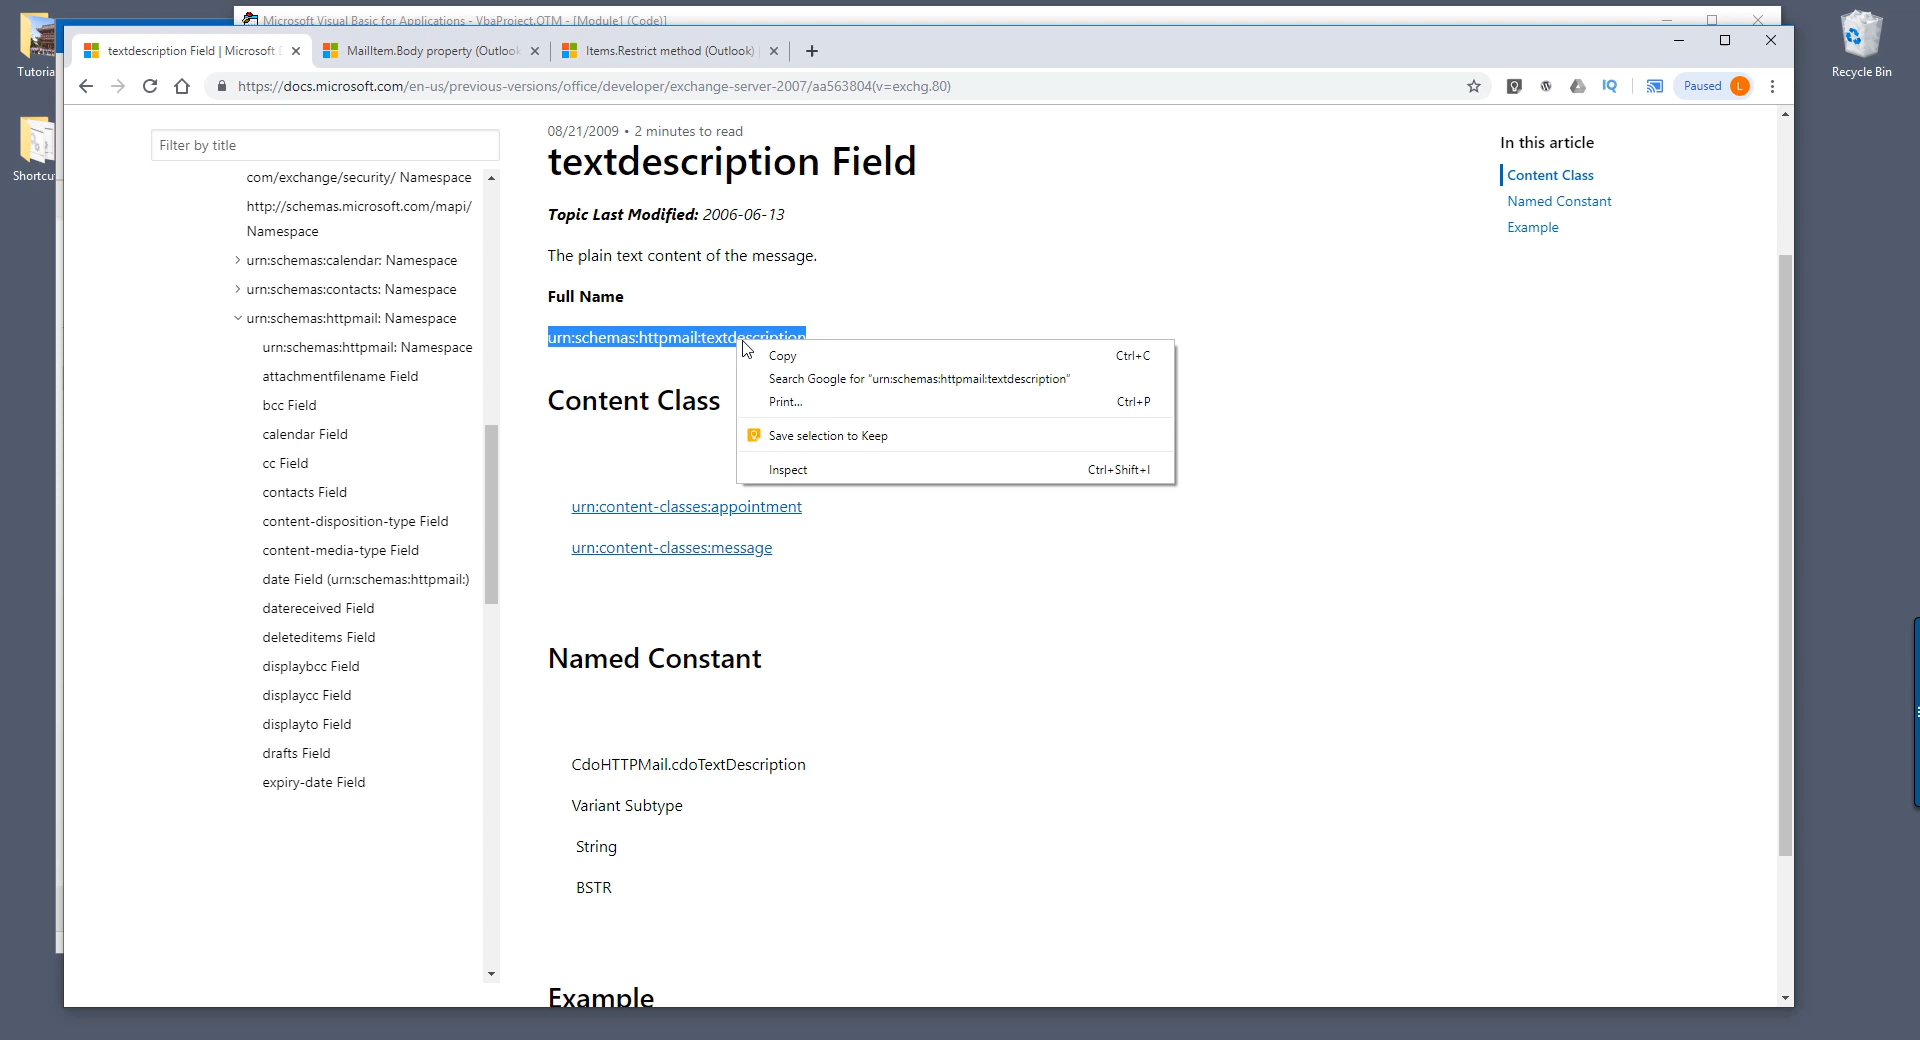 Microsoft Visual Basic for Applications - VbaProject.OTM - [Module1 (Code)]
textdescription Field | Microsoft
MailItem.Body property (Outlook
Items.Restrict method (Outlook) |
https://docs.microsoft.com/en-us/previous-versions/office/developer/exchange-server-2007/aa563804(v=exchg.80)
IQ
Paused
L
Tutoria
Shortcu
Recycle Bin
Filter by title
com/exchange/security/ Namespace
http://schemas.microsoft.com/mapi/
Namespace
urn:schemas:calendar: Namespace
urn:schemas:contacts: Namespace
urn:schemas:httpmail: Namespace
urn:schemas:httpmail: Namespace
attachmentfilename Field
bcc Field
calendar Field
cc Field
contacts Field
content-disposition-type Field
content-media-type Field
date Field (urn:schemas:httpmail:)
datereceived Field
deleteditems Field
displaybcc Field
displaycc Field
displayto Field
drafts Field
expiry-date Field
08/21/2009 • 2 minutes to read
textdescription Field
Topic Last Modified: 2006-06-13
The plain text content of the message.
Full Name
urn:schemas:httpmail:textdescription
Copy Ctrl+C
Search Google for “urn:schemas:httpmail:textdescription”
Print... Ctrl+P
Save selection to Keep
Inspect Ctrl+Shift+I
Content Class
urn:content-classes:appointment
urn:content-classes:message
Named Constant
CdoHTTPMail.cdoTextDescription
Variant Subtype
String
BSTR
Example
In this article
Content Class
Named Constant
Example